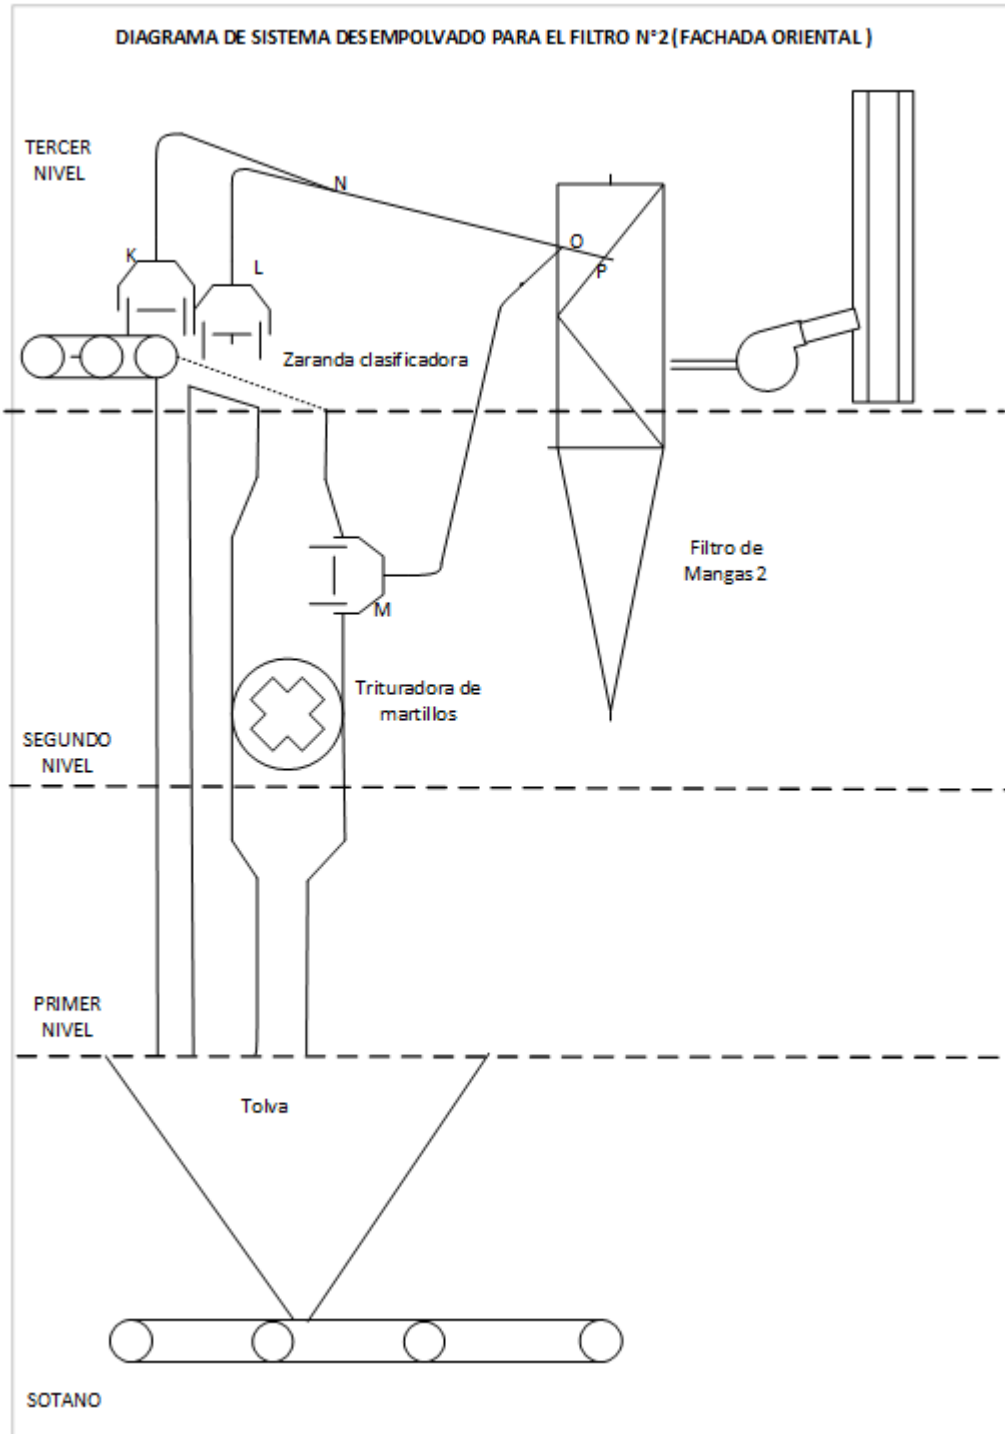 DIAGRAMA DE SISTEMA DESEMPOLVADO PARA EL FILTRO N°2 (FACHADA ORIENTAL )
TERCER
NIVEL
N
K
L
O
P
Zaranda clasificadora
Filtro de
Mangas 2
M
Trituradora de
martillos
SEGUNDO
NIVEL
PRIMER
NIVEL
Tolva
SOTANO